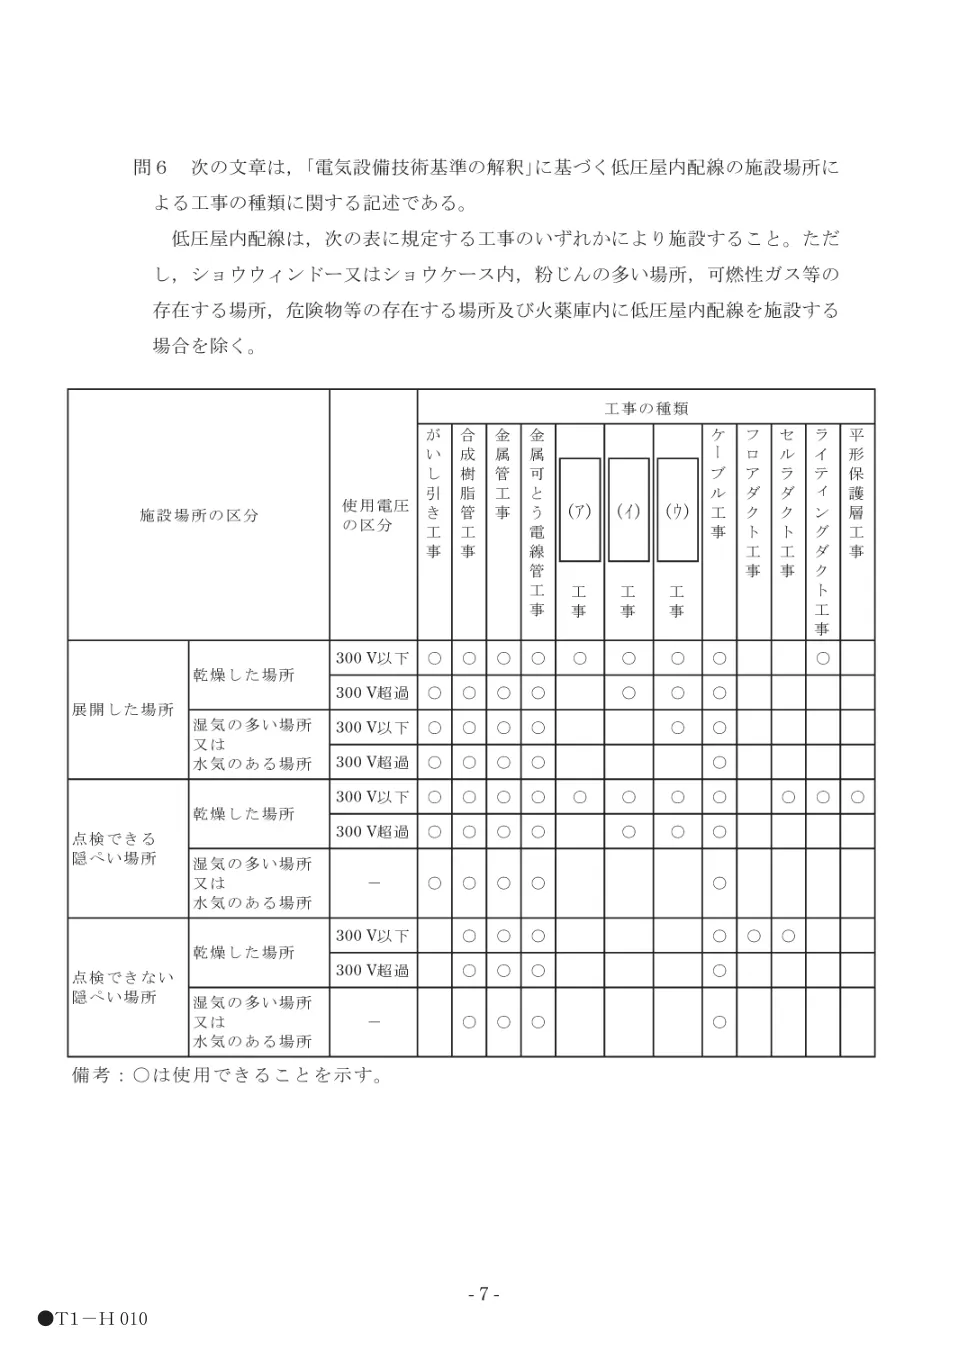 問６　次の文章は，「電気設備技術基準の解釈」に基づく低圧屋内配線の施設場所に
よる工事の種類に関する記述である。
低圧屋内配線は，次の表に規定する工事のいずれかにより施設すること。ただ
し，ショウウィンドー又はショウケース内，粉じんの多い場所，可燃性ガス等の
存在する場所，危険物等の存在する場所及び火薬庫内に低圧屋内配線を施設する
場合を除く。
施設場所の区分
使用電圧
の区分
工事の種類
がいし引き工事
合成樹脂管工事
金属管工事
金属可とう電線管工事
(ア)工事
(イ)工事
(ウ)工事
ケーブル工事
フロアダクト工事
セルラダクト工事
ライティングダクト工事
平形保護層工事
展開した場所
乾燥した場所
300 V以下 ○ ○ ○ ○ ○ ○ ○ ○ ○
300 V超過 ○ ○ ○ ○ ○ ○ ○
湿気の多い場所
又は
水気のある場所
300 V以下 ○ ○ ○ ○ ○ ○
300 V超過 ○ ○ ○ ○ ○
点検できる
隠ぺい場所
乾燥した場所
300 V以下 ○ ○ ○ ○ ○ ○ ○ ○ ○ ○ ○
300 V超過 ○ ○ ○ ○ ○ ○ ○
湿気の多い場所
又は
水気のある場所
－ ○ ○ ○ ○ ○
点検できない
隠ぺい場所
乾燥した場所
300 V以下 ○ ○ ○ ○ ○ ○
300 V超過 ○ ○ ○ ○
湿気の多い場所
又は
水気のある場所
－ ○ ○ ○ ○
備考：○は使用できることを示す。
- 7 -
●T1－H 010